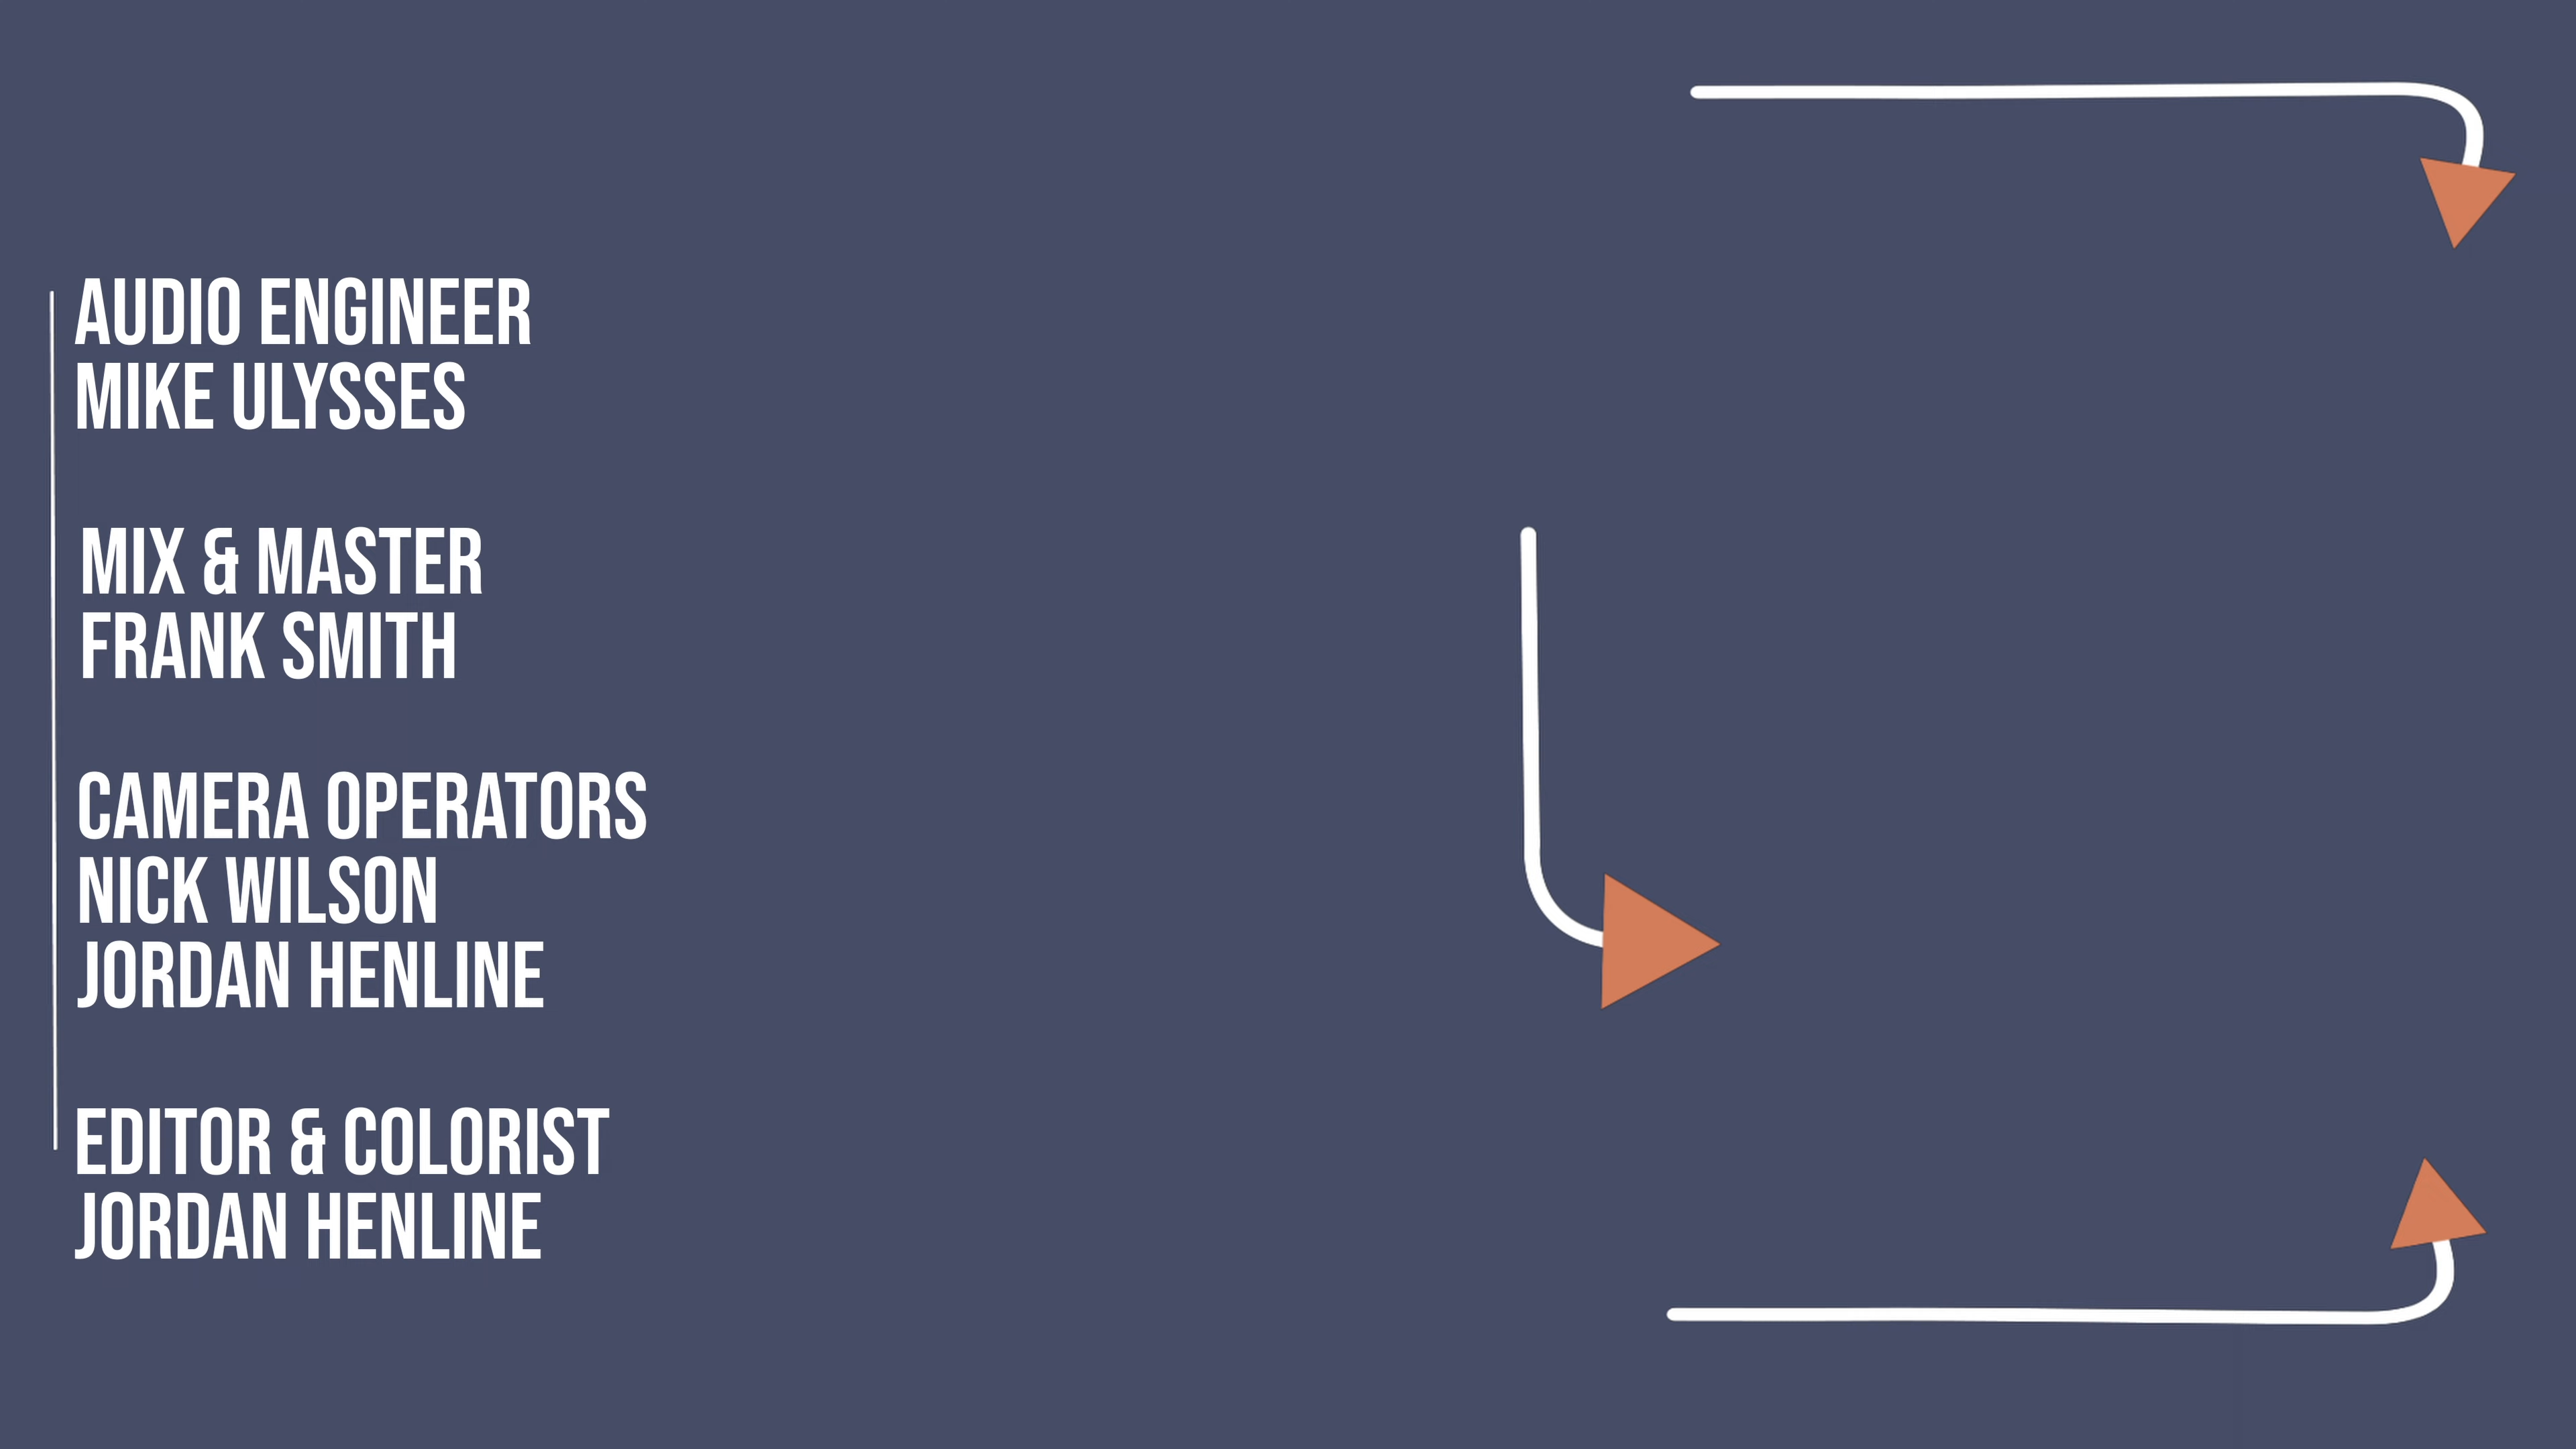 AUDIO ENGINEER
MIKE ULYSSES
MIX & MASTER
FRANK SMITH
CAMERA OPERATORS
NICK WILSON
JORDAN HENLINE
EDITOR & COLORIST
JORDAN HENLINE